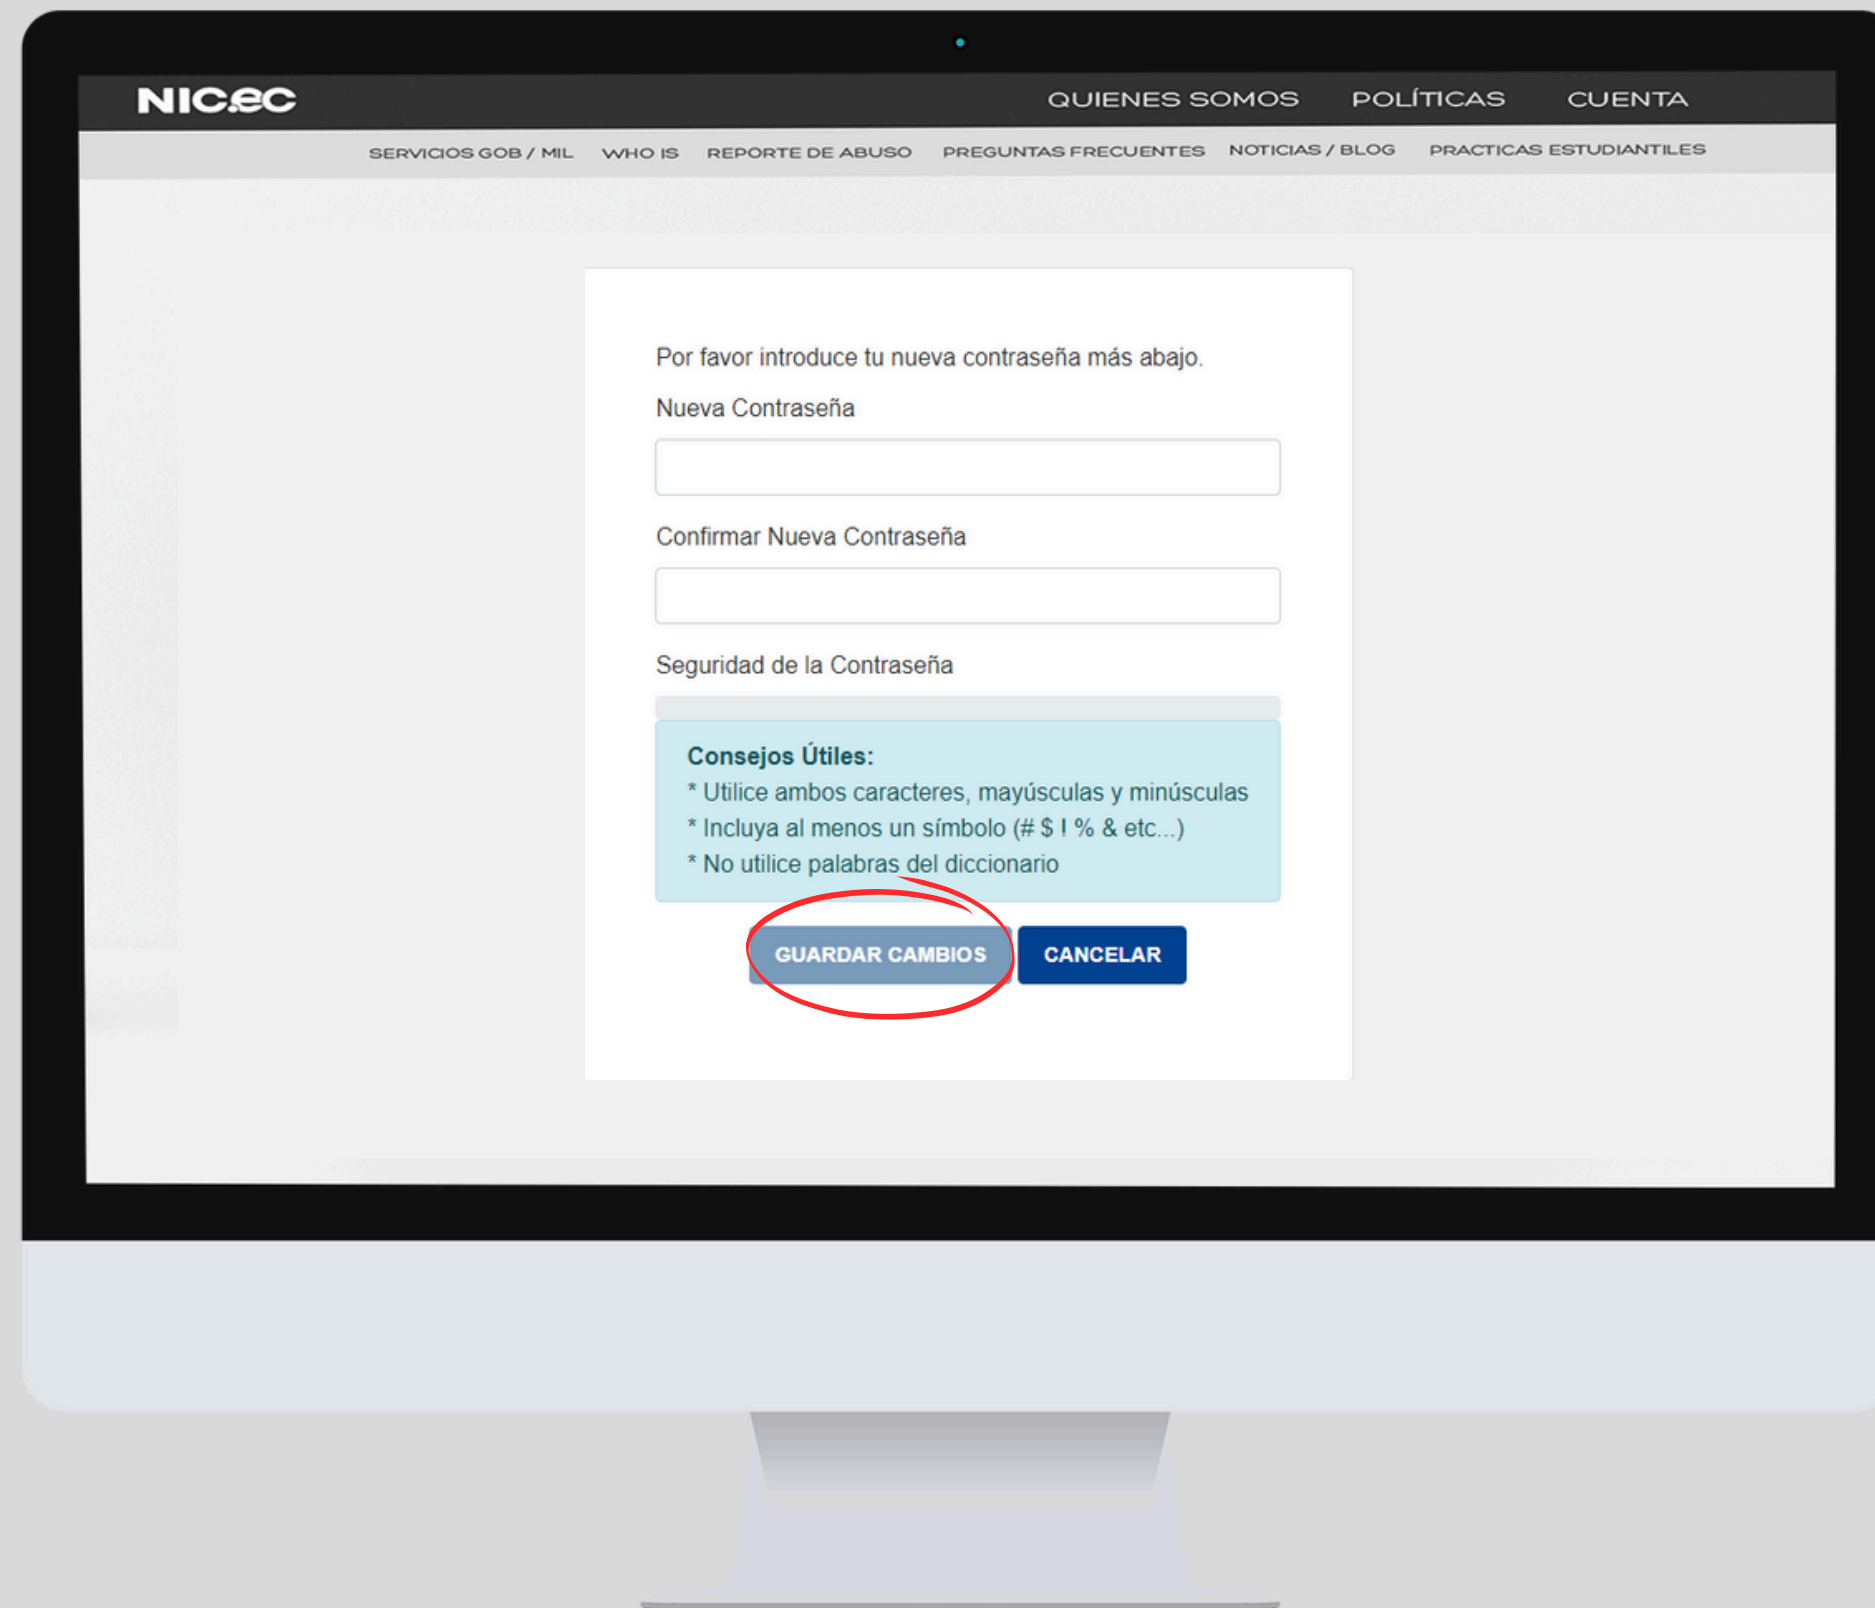 NIC.ec
QUIENES SOMOS POLÍTICAS CUENTA
SERVICIOS GOB / MIL WHO IS REPORTE DE ABUSO PREGUNTAS FRECUENTES NOTICIAS / BLOG PRACTICAS ESTUDIANTILES
Por favor introduce tu nueva contraseña más abajo.
Nueva Contraseña
Confirmar Nueva Contraseña
Seguridad de la Contraseña
Consejos Útiles:
* Utilice ambos caracteres, mayúsculas y minúsculas
* Incluya al menos un símbolo (# $ ! % & etc...)
* No utilice palabras del diccionario
GUARDAR CAMBIOS CANCELAR